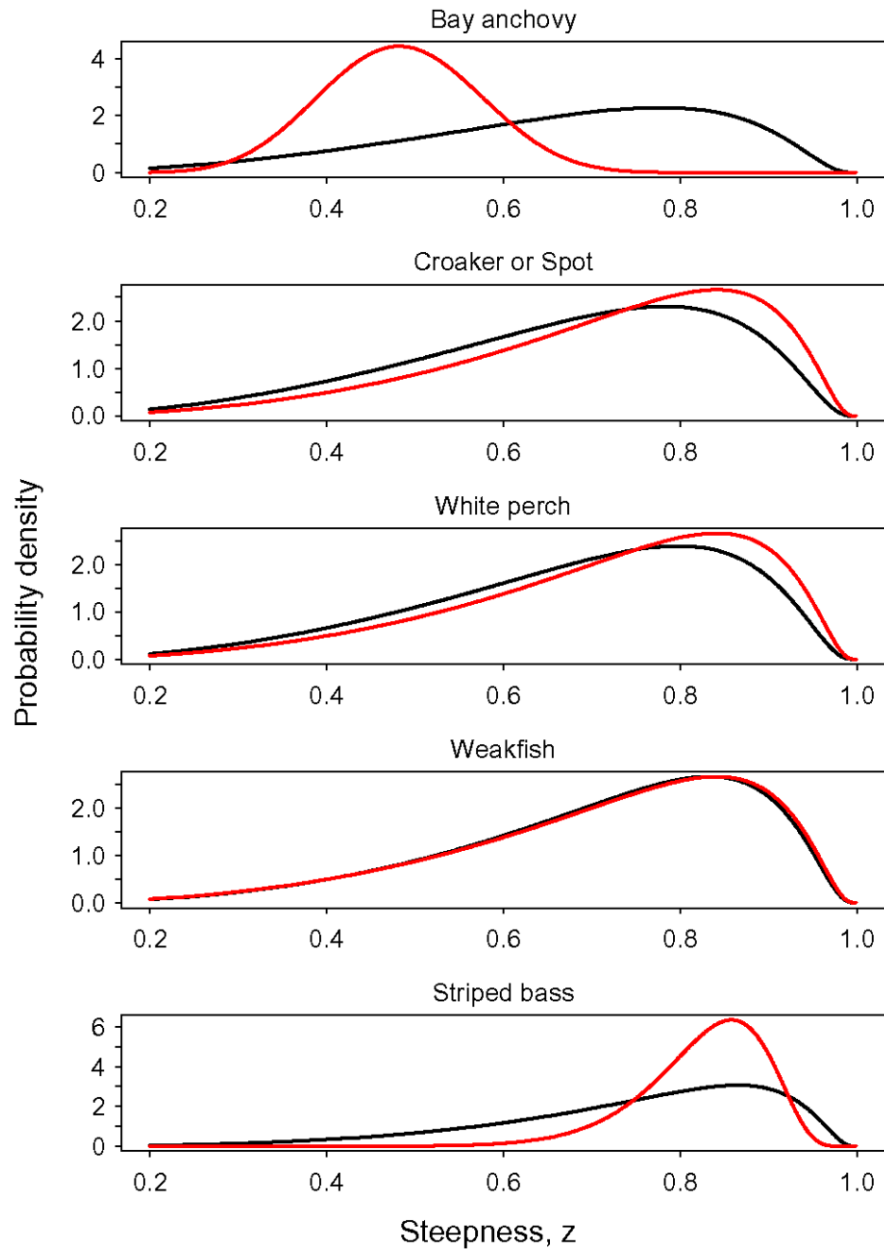 Bay anchovy
4
2
0
0.2 0.4 0.6 0.8 1.0
Croaker or Spot
2.0
1.0
0.0
0.2 0.4 0.6 0.8 1.0
White perch
2.0
1.0
0.0
0.2 0.4 0.6 0.8 1.0
Weakfish
2.0
1.0
0.0
0.2 0.4 0.6 0.8 1.0
Striped bass
6
4
2
0
0.2 0.4 0.6 0.8 1.0
Probability density
Steepness, z